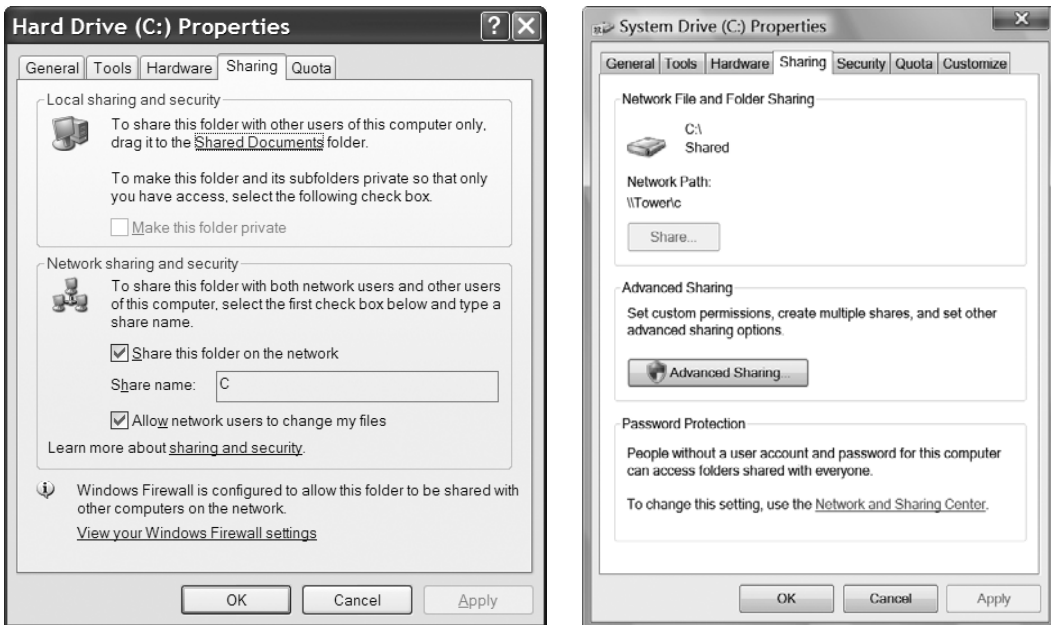 Hard Drive (C:) Properties
General Tools Hardware Sharing Quota
Local sharing and security
To share this folder with other users of this computer only,
drag it to the Shared Documents folder.
To make this folder and its subfolders private so that only
you have access, select the following check box.
Make this folder private
Network sharing and security
To share this folder with both network users and other users
of this computer, select the first check box below and type a
share name.
Share this folder on the network
Share name: C
Allow network users to change my files
Learn more about sharing and security.
Windows Firewall is configured to allow this folder to be shared with
other computers on the network.
View your Windows Firewall settings
OK Cancel Apply
System Drive (C:) Properties
General Tools Hardware Sharing Security Quota Customize
Network File and Folder Sharing
C:\
Shared
Network Path:
\\Tower\c
Share...
Advanced Sharing
Set custom permissions, create multiple shares, and set other
advanced sharing options.
Advanced Sharing...
Password Protection
People without a user account and password for this computer
can access folders shared with everyone.
To change this setting, use the Network and Sharing Center.
OK Cancel Apply